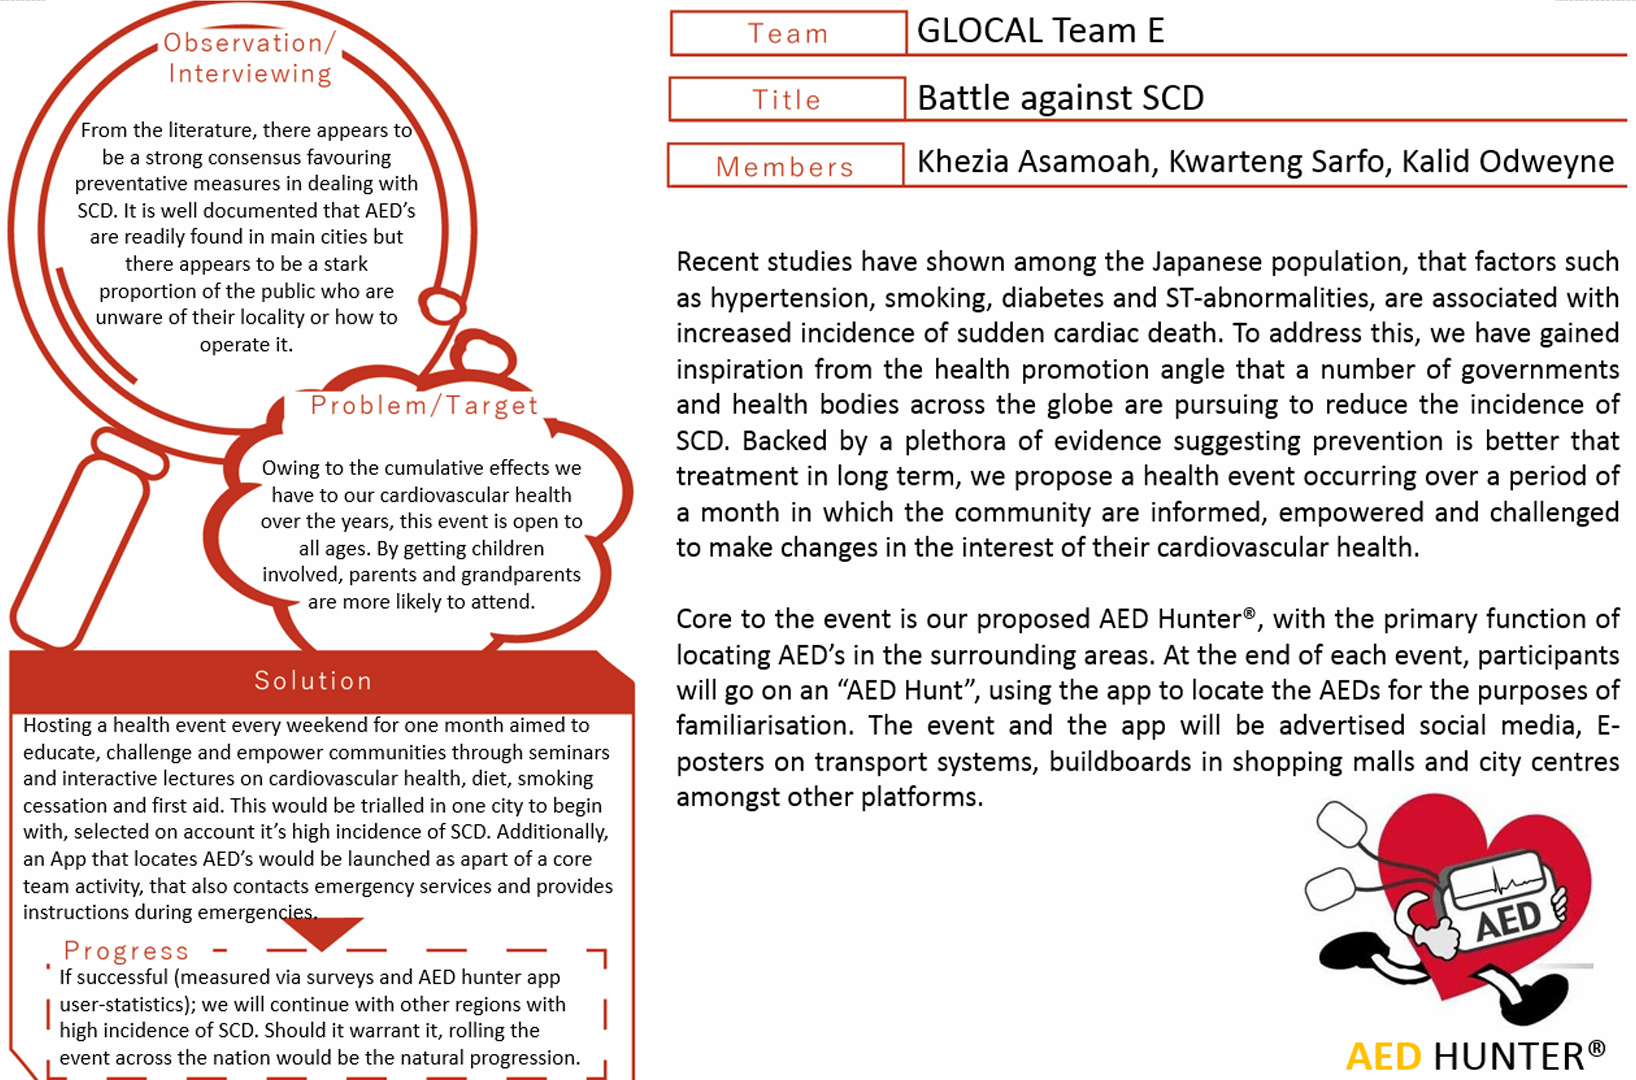 Observation/
Interviewing
From the literature, there appears to
be a strong consensus favouring
preventative measures in dealing with
SCD. It is well documented that AED’s
are readily found in main cities but
there appears to be a stark
proportion of the public who are
unware of their locality or how to
operate it.
Problem/Target
Owing to the cumulative effects we
have to our cardiovascular health
over the years, this event is open to
all ages. By getting children
involved, parents and grandparents
are more likely to attend.
Solution
Hosting a health event every weekend for one month aimed to
educate, challenge and empower communities through seminars
and interactive lectures on cardiovascular health, diet, smoking
cessation and first aid. This would be trialled in one city to begin
with, selected on account it’s high incidence of SCD. Additionally,
an App that locates AED’s would be launched as apart of a core
team activity, that also contacts emergency services and provides
instructions during emergencies.
Progress
If successful (measured via surveys and AED hunter app
user-statistics); we will continue with other regions with
high incidence of SCD. Should it warrant it, rolling the
event across the nation would be the natural progression.
Team GLOCAL Team E
Title Battle against SCD
Members Khezia Asamoah, Kwarteng Sarfo, Kalid Odweyne
Recent studies have shown among the Japanese population, that factors such
as hypertension, smoking, diabetes and ST-abnormalities, are associated with
increased incidence of sudden cardiac death. To address this, we have gained
inspiration from the health promotion angle that a number of governments
and health bodies across the globe are pursuing to reduce the incidence of
SCD. Backed by a plethora of evidence suggesting prevention is better that
treatment in long term, we propose a health event occurring over a period of
a month in which the community are informed, empowered and challenged
to make changes in the interest of their cardiovascular health.
Core to the event is our proposed AED Hunter®, with the primary function of
locating AED’s in the surrounding areas. At the end of each event, participants
will go on an “AED Hunt”, using the app to locate the AEDs for the purposes of
familiarisation. The event and the app will be advertised social media, E-
posters on transport systems, buildboards in shopping malls and city centres
amongst other platforms.
AED
AED HUNTER®